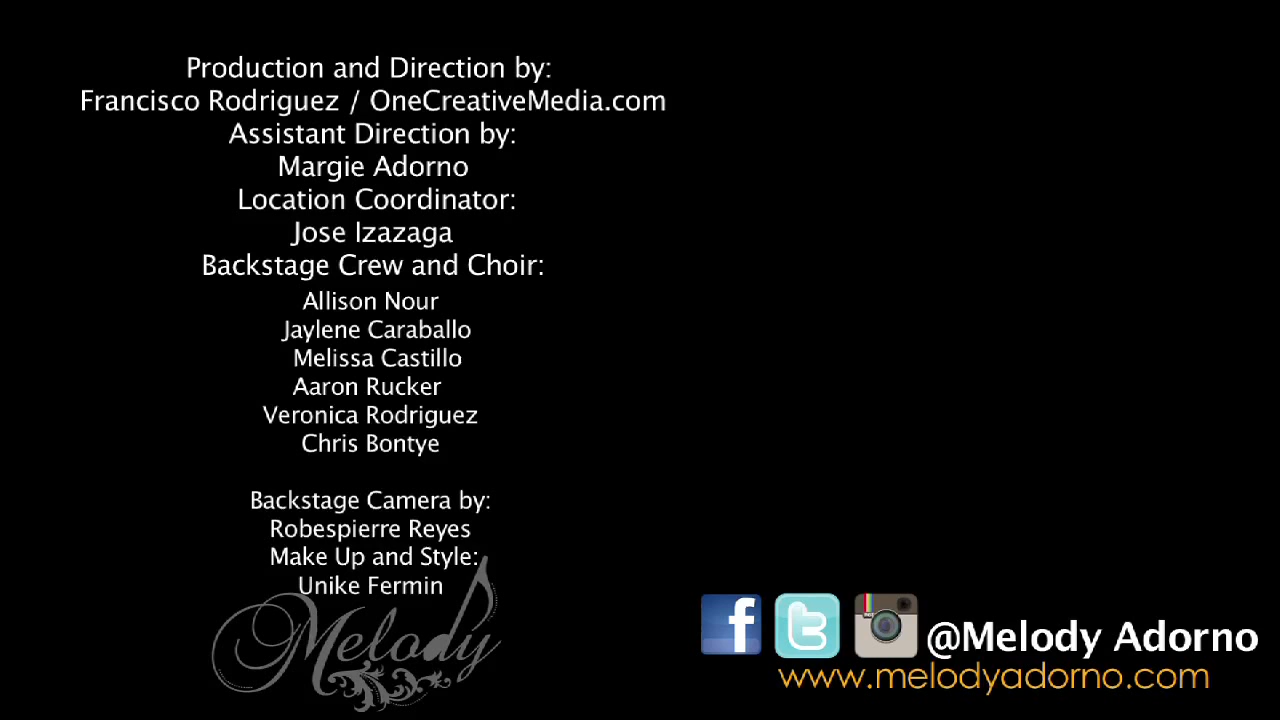 Production and Direction by:
Francisco Rodriguez / OneCreativeMedia.com
Assistant Direction by:
Margie Adorno
Location Coordinator:
Jose Izazaga
Backstage Crew and Choir:
Allison Nour
Jaylene Caraballo
Melissa Castillo
Aaron Rucker
Veronica Rodriguez
Chris Bontye
Backstage Camera by:
Robespierre Reyes
Make Up and Style:
Unike Fermin
Melody
@Melody Adorno
www.melodyadorno.com